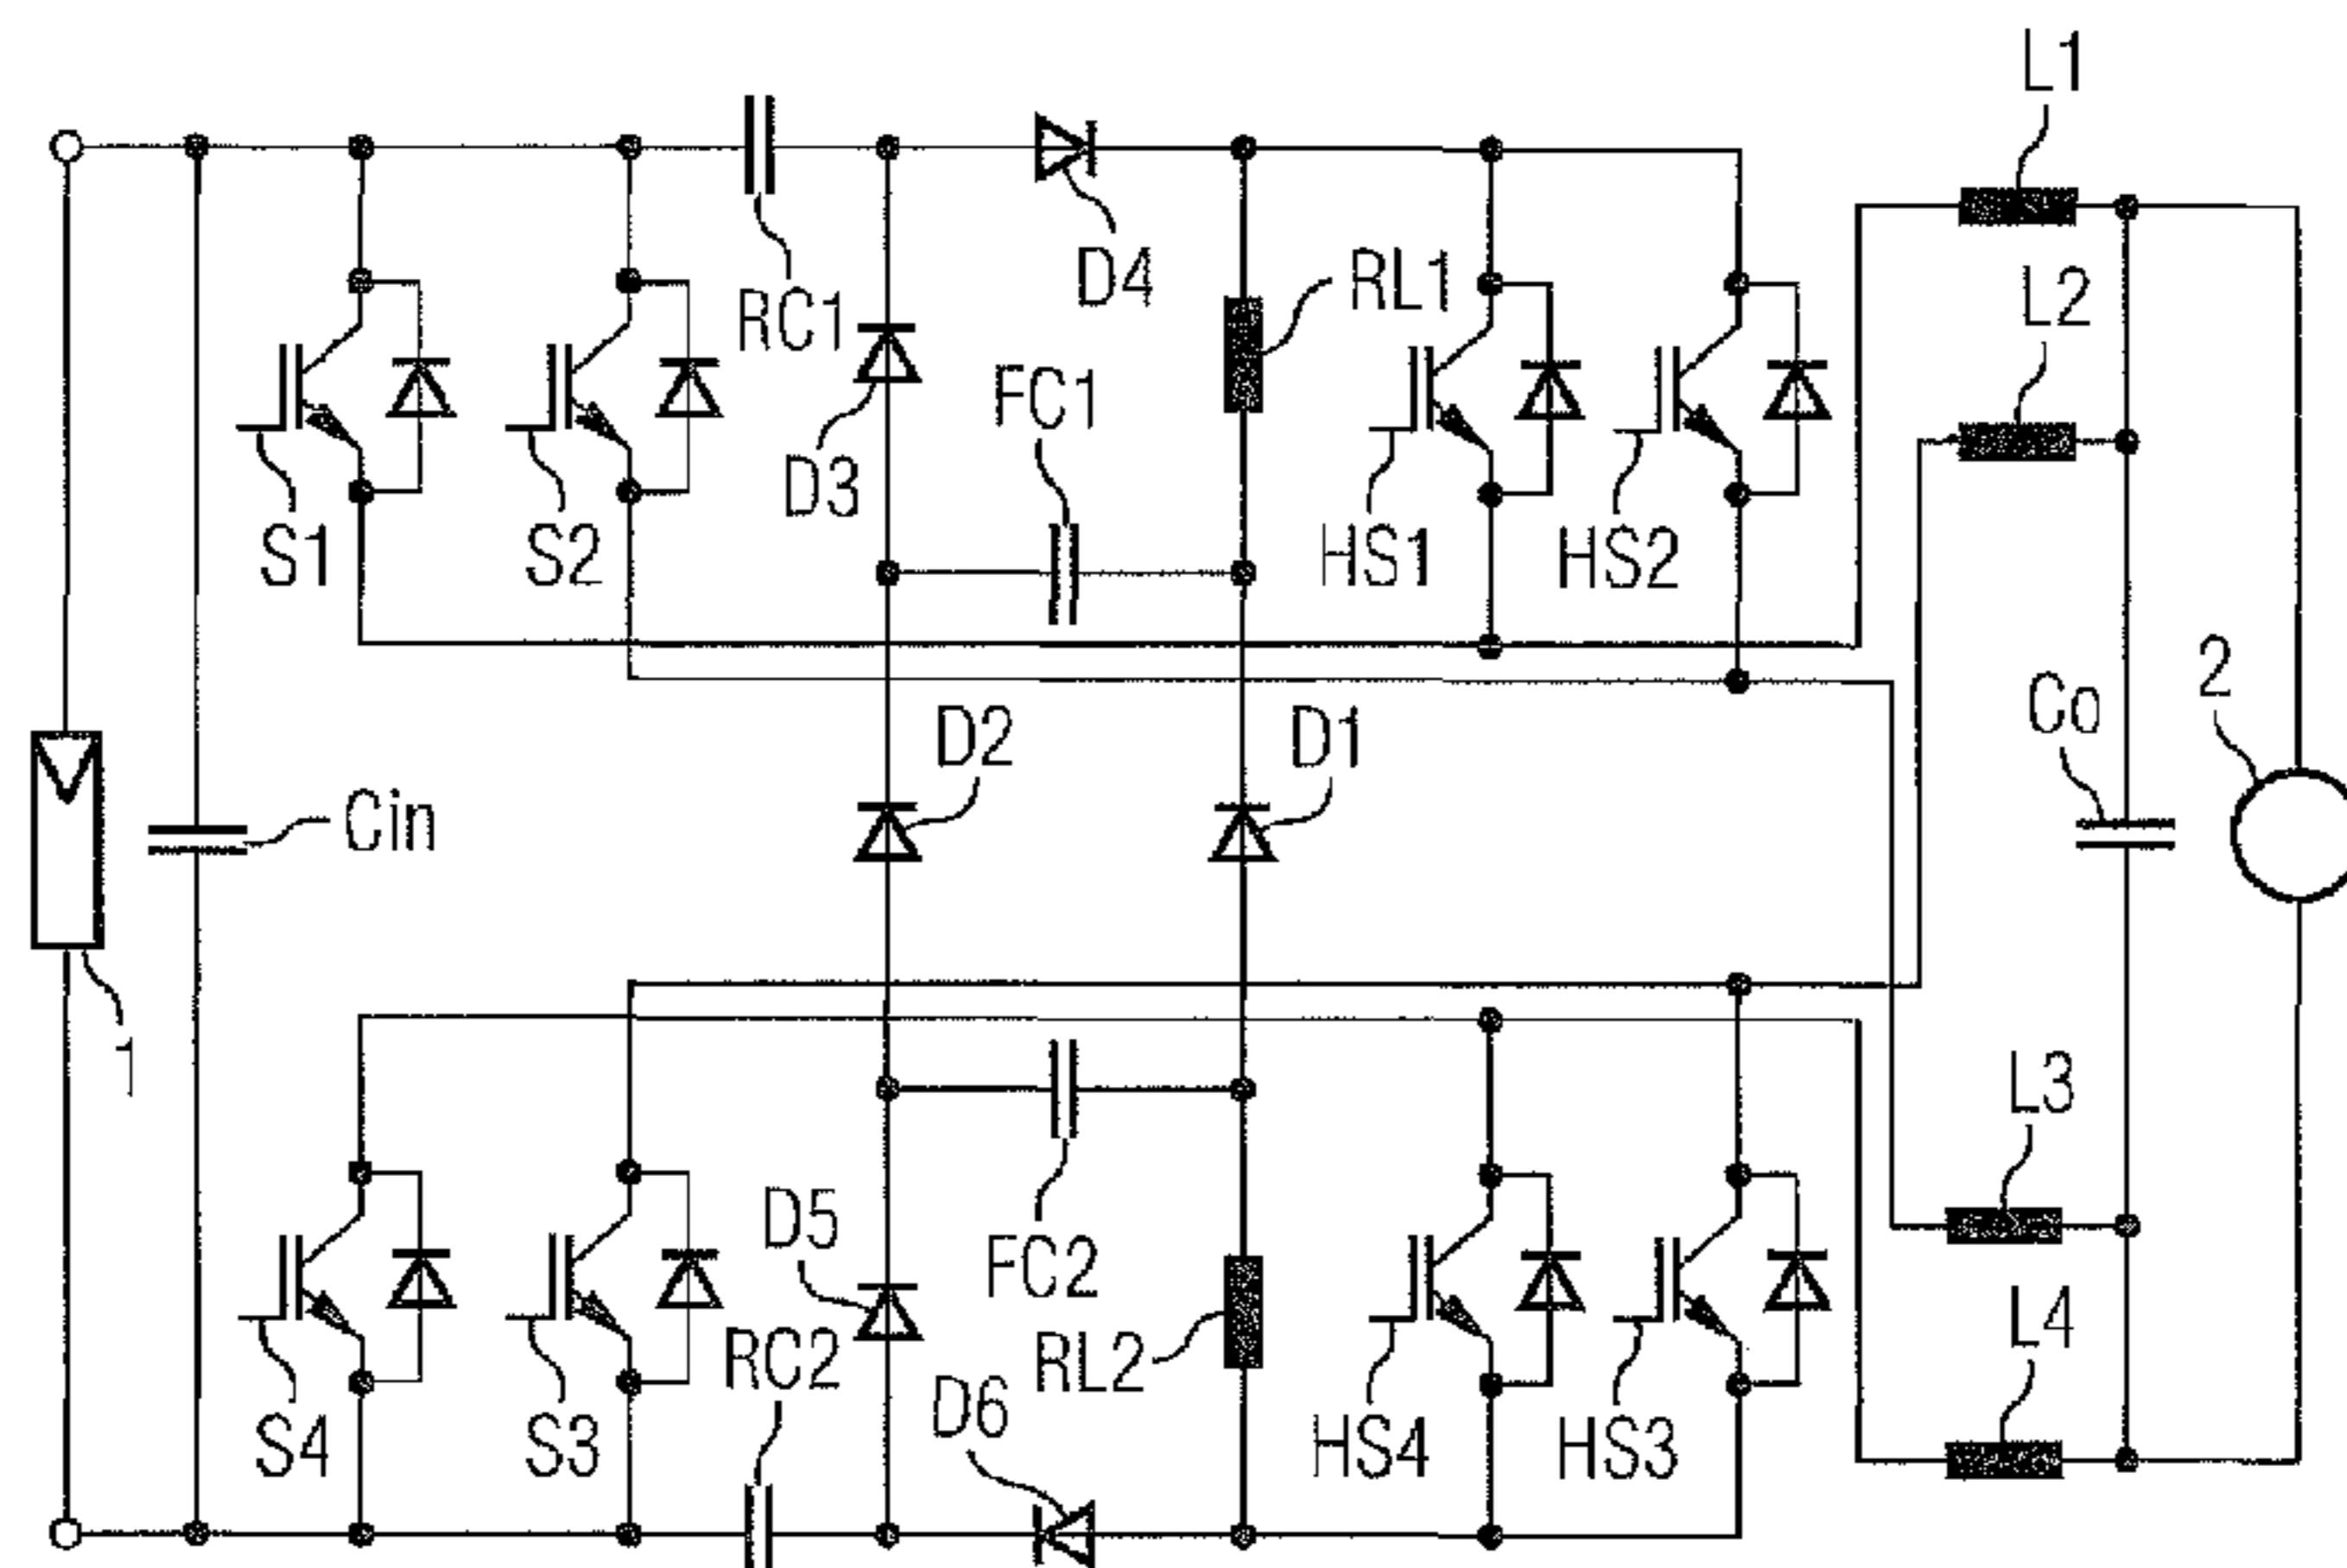 L1
D4
RL1
L2
RC1
FC1
D3
S1
S2
HS1
HS2
2
Co
D2
D1
Cin
1
L3
D5
FC2
L4
RC2
RL2
D6
S4
S3
HS4
HS3